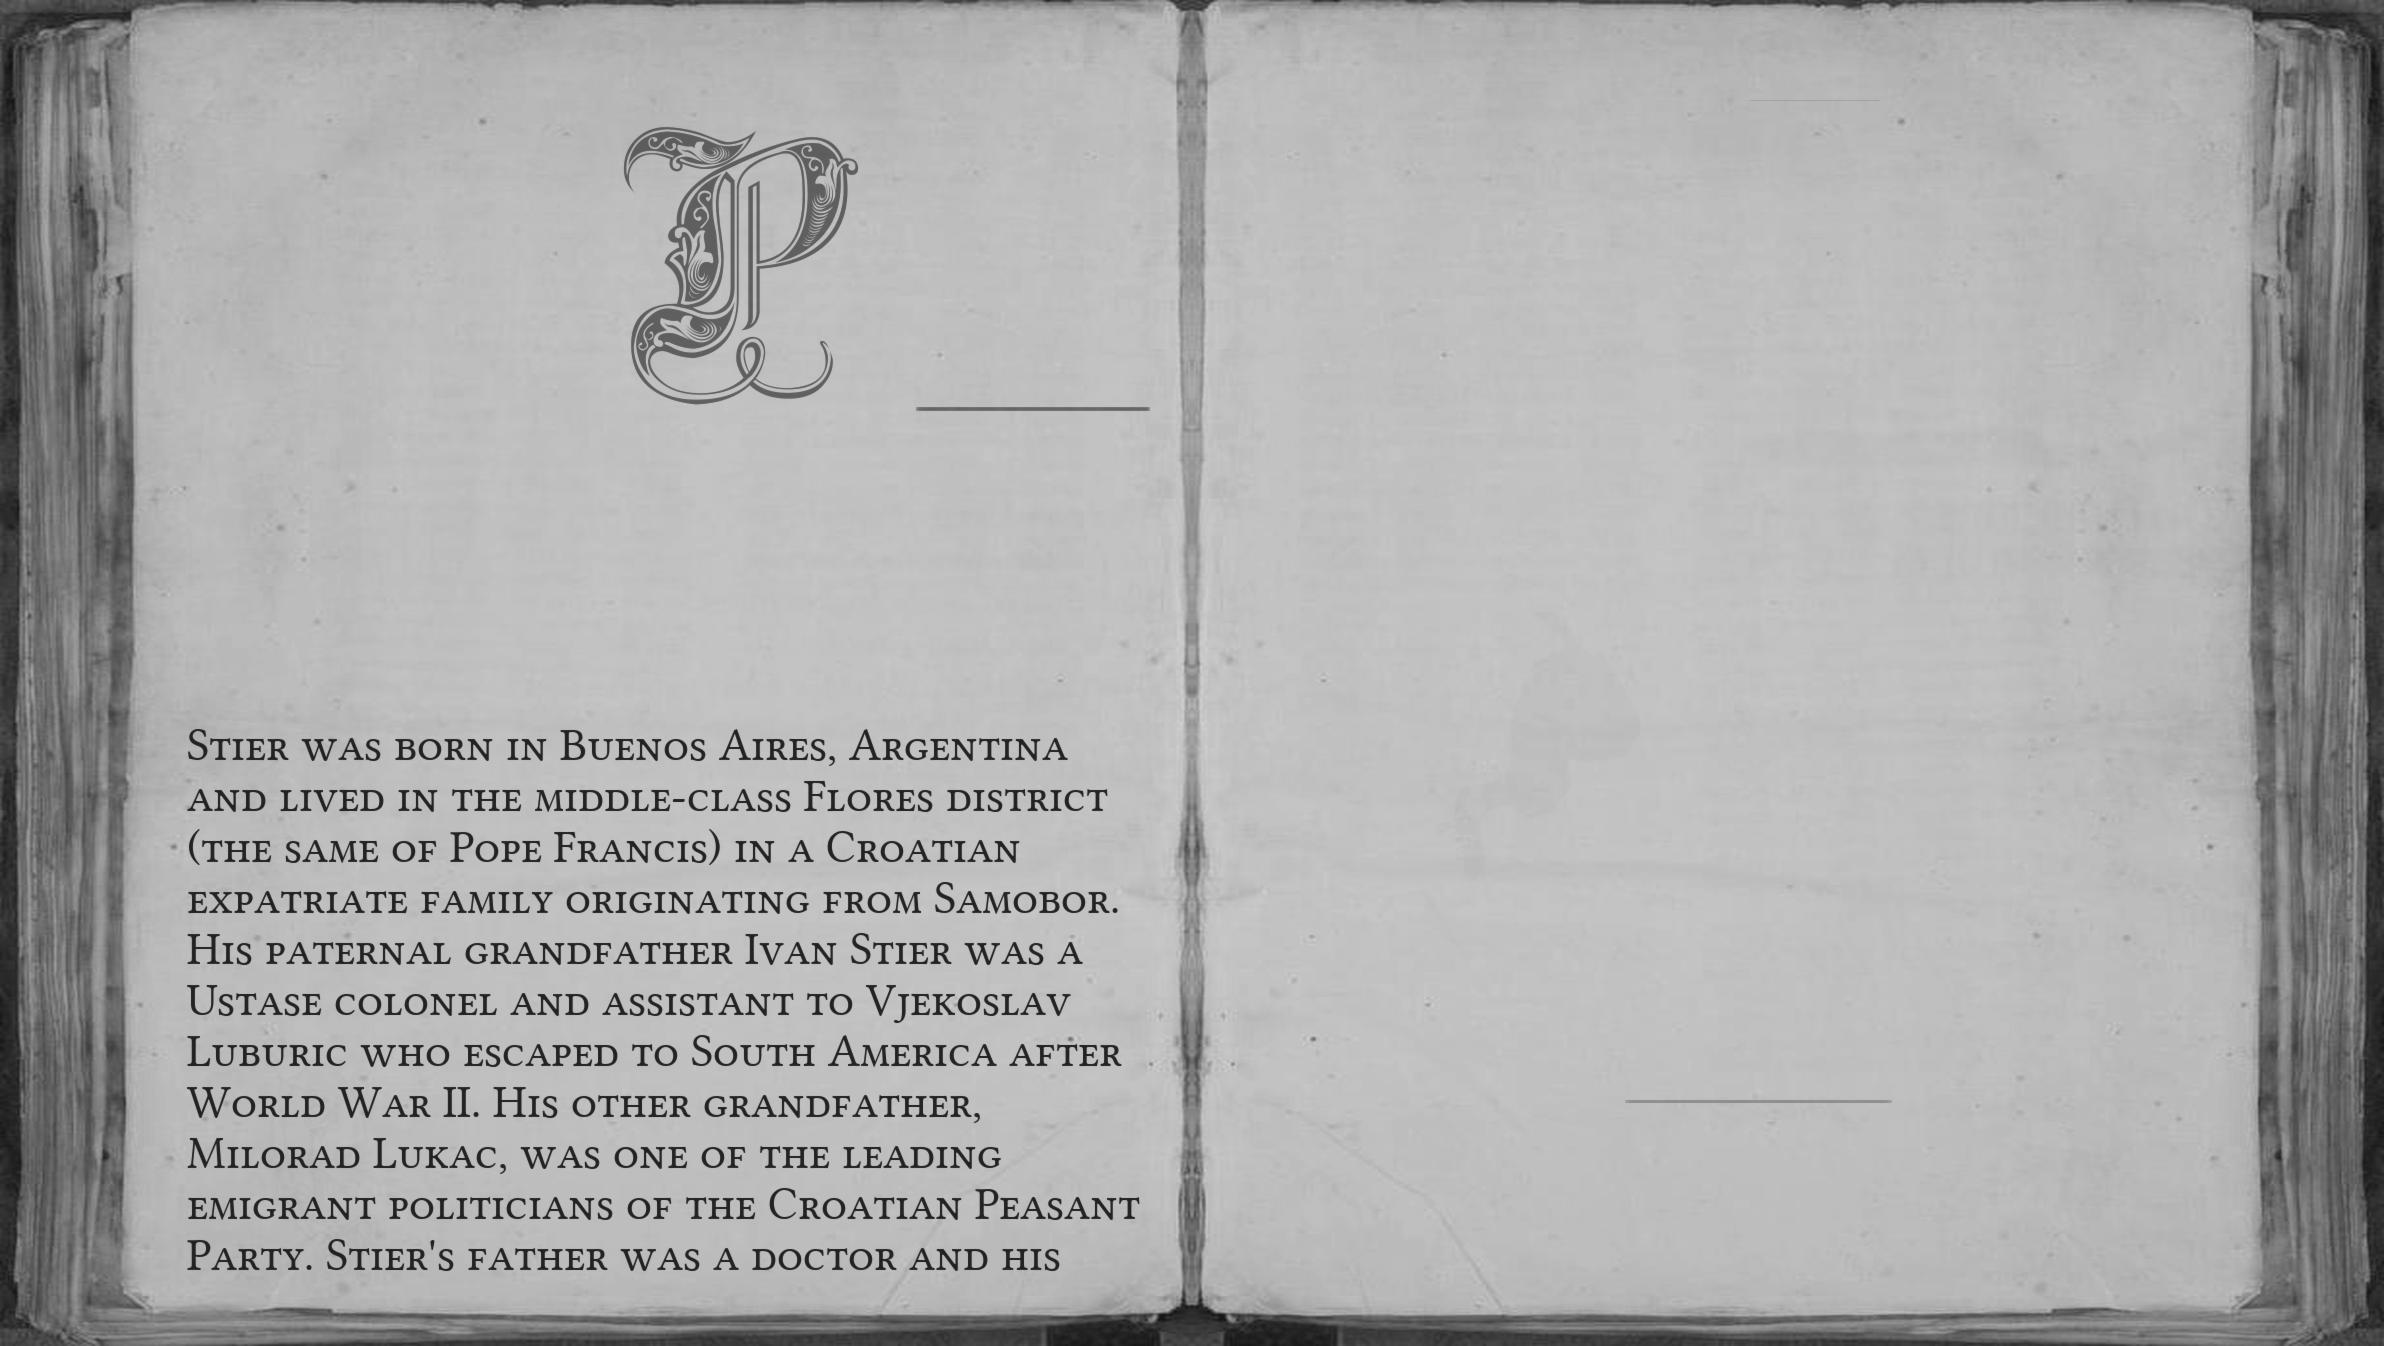 P
Stier was born in Buenos Aires, Argentina
and lived in the middle-class Flores district
(the same of Pope Francis) in a Croatian
expatriate family originating from Samobor.
His paternal grandfather Ivan Stier was a
Ustase colonel and assistant to Vjekoslav
Luburic who escaped to South America after
World War II. His other grandfather,
Milorad Lukac, was one of the leading
emigrant politicians of the Croatian Peasant
Party. Stier's father was a doctor and his